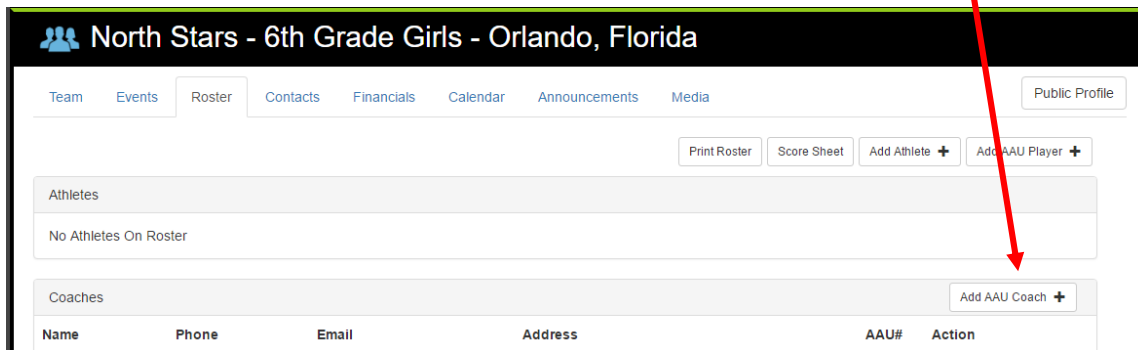 North Stars - 6th Grade Girls - Orlando, Florida
Team Events Roster Contacts Financials Calendar Announcements Media Public Profile
Print Roster Score Sheet Add Athlete + Add AAU Player +
Athletes
No Athletes On Roster
Coaches Add AAU Coach +
Name Phone Email Address AAU# Action